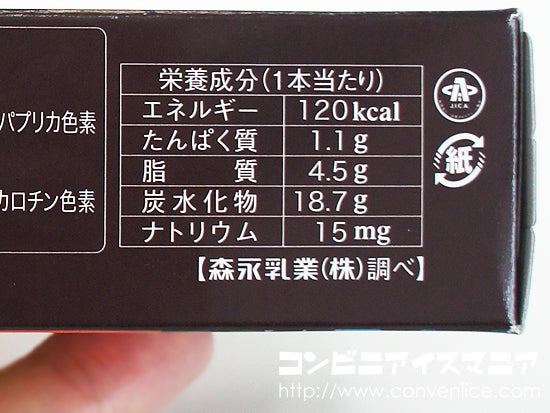 パプリカ色素
カロチン色素
栄養成分(1本当たり)
エネルギー 120kcal
たんぱく質 1.1g
脂質 4.5g
炭水化物 18.7g
ナトリウム 15mg
【森永乳業(株)調べ】
JICA
紙
コンビニアイスマニア
http://www.conveniice.com/